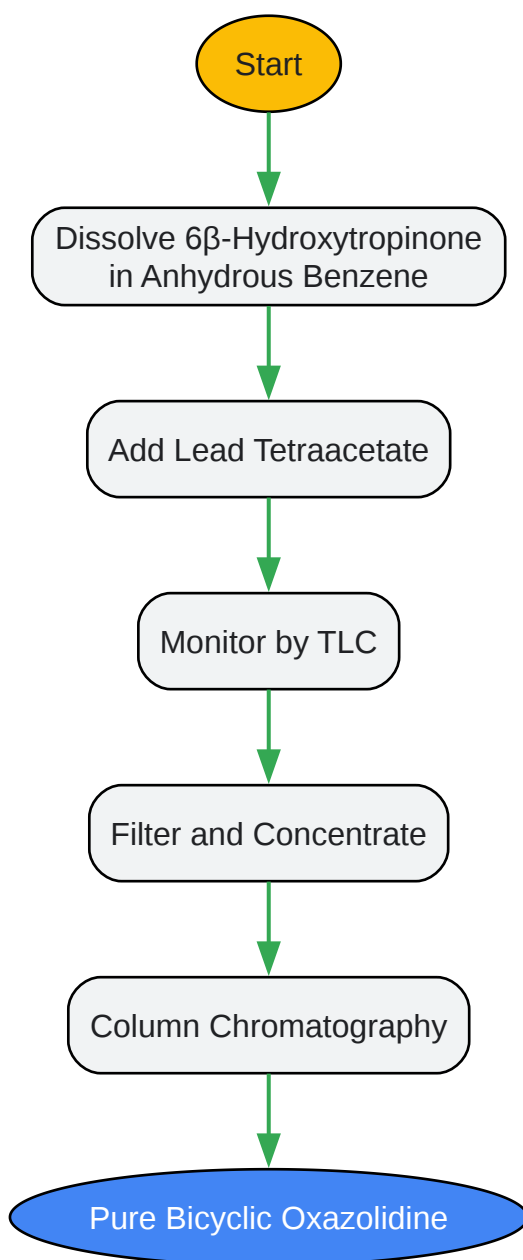 Start
Dissolve 6β-Hydroxytropinone
in Anhydrous Benzene
Add Lead Tetraacetate
Monitor by TLC
Filter and Concentrate
Column Chromatography
Pure Bicyclic Oxazolidine